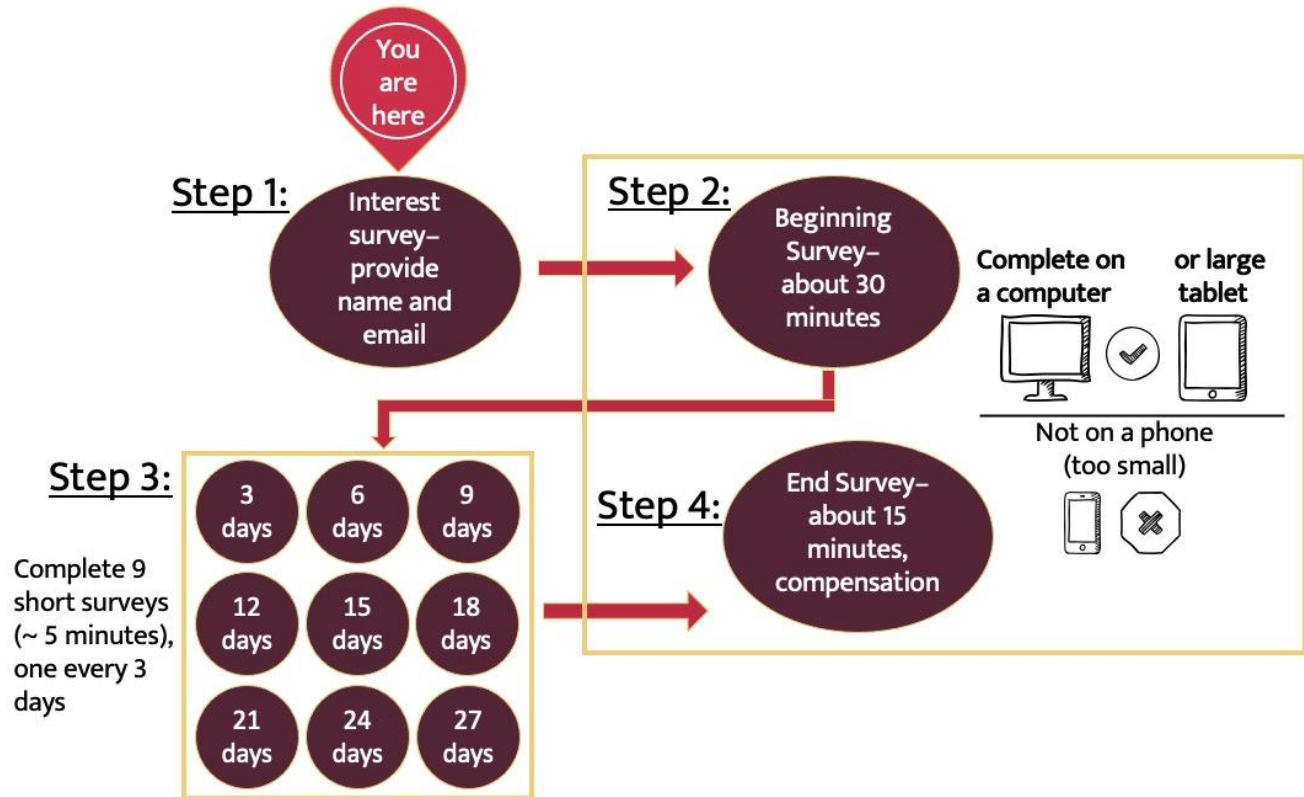 You
are
here
Step 1:
Interest
survey–
provide
name and
email
Step 2:
Beginning
Survey–
about 30
minutes
Complete on
a computer
or large
tablet
Not on a phone
(too small)
Step 3:
Complete 9
short surveys
(~ 5 minutes),
one every 3
days
3
days
6
days
9
days
12
days
15
days
18
days
21
days
24
days
27
days
Step 4:
End Survey–
about 15
minutes,
compensation